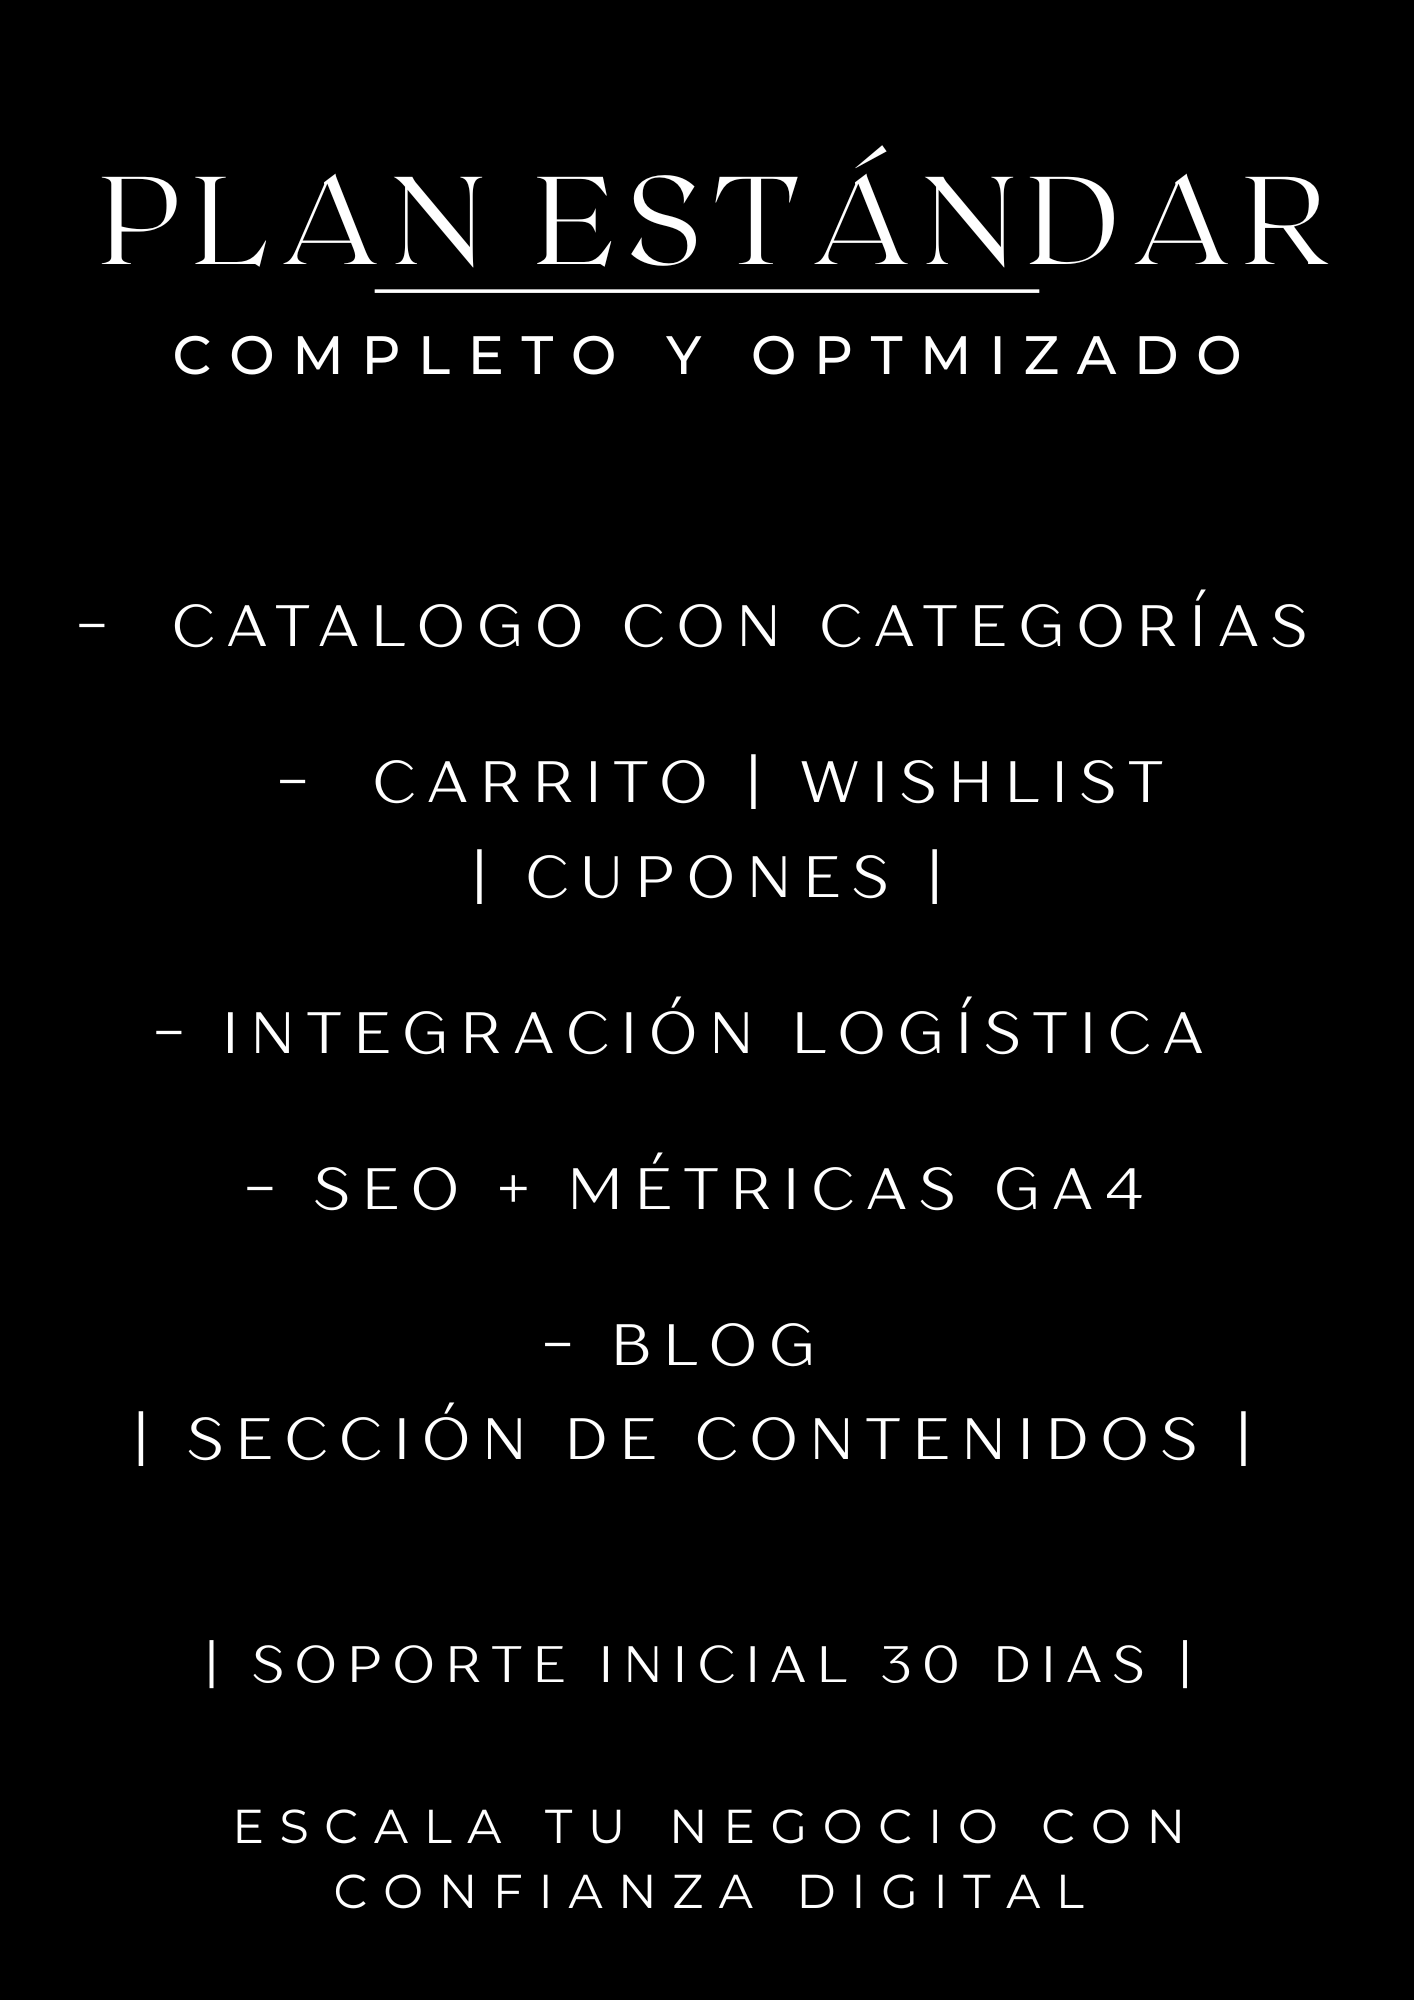 PLAN ESTÁNDAR
COMPLETO Y OPTMIZADO
- CATALOGO CON CATEGORÍAS
- CARRITO | WISHLIST
| CUPONES |
- INTEGRACIÓN LOGÍSTICA
- SEO + MÉTRICAS GA4
- BLOG
| SECCIÓN DE CONTENIDOS |
| SOPORTE INICIAL 30 DIAS |
ESCALA TU NEGOCIO CON
CONFIANZA DIGITAL